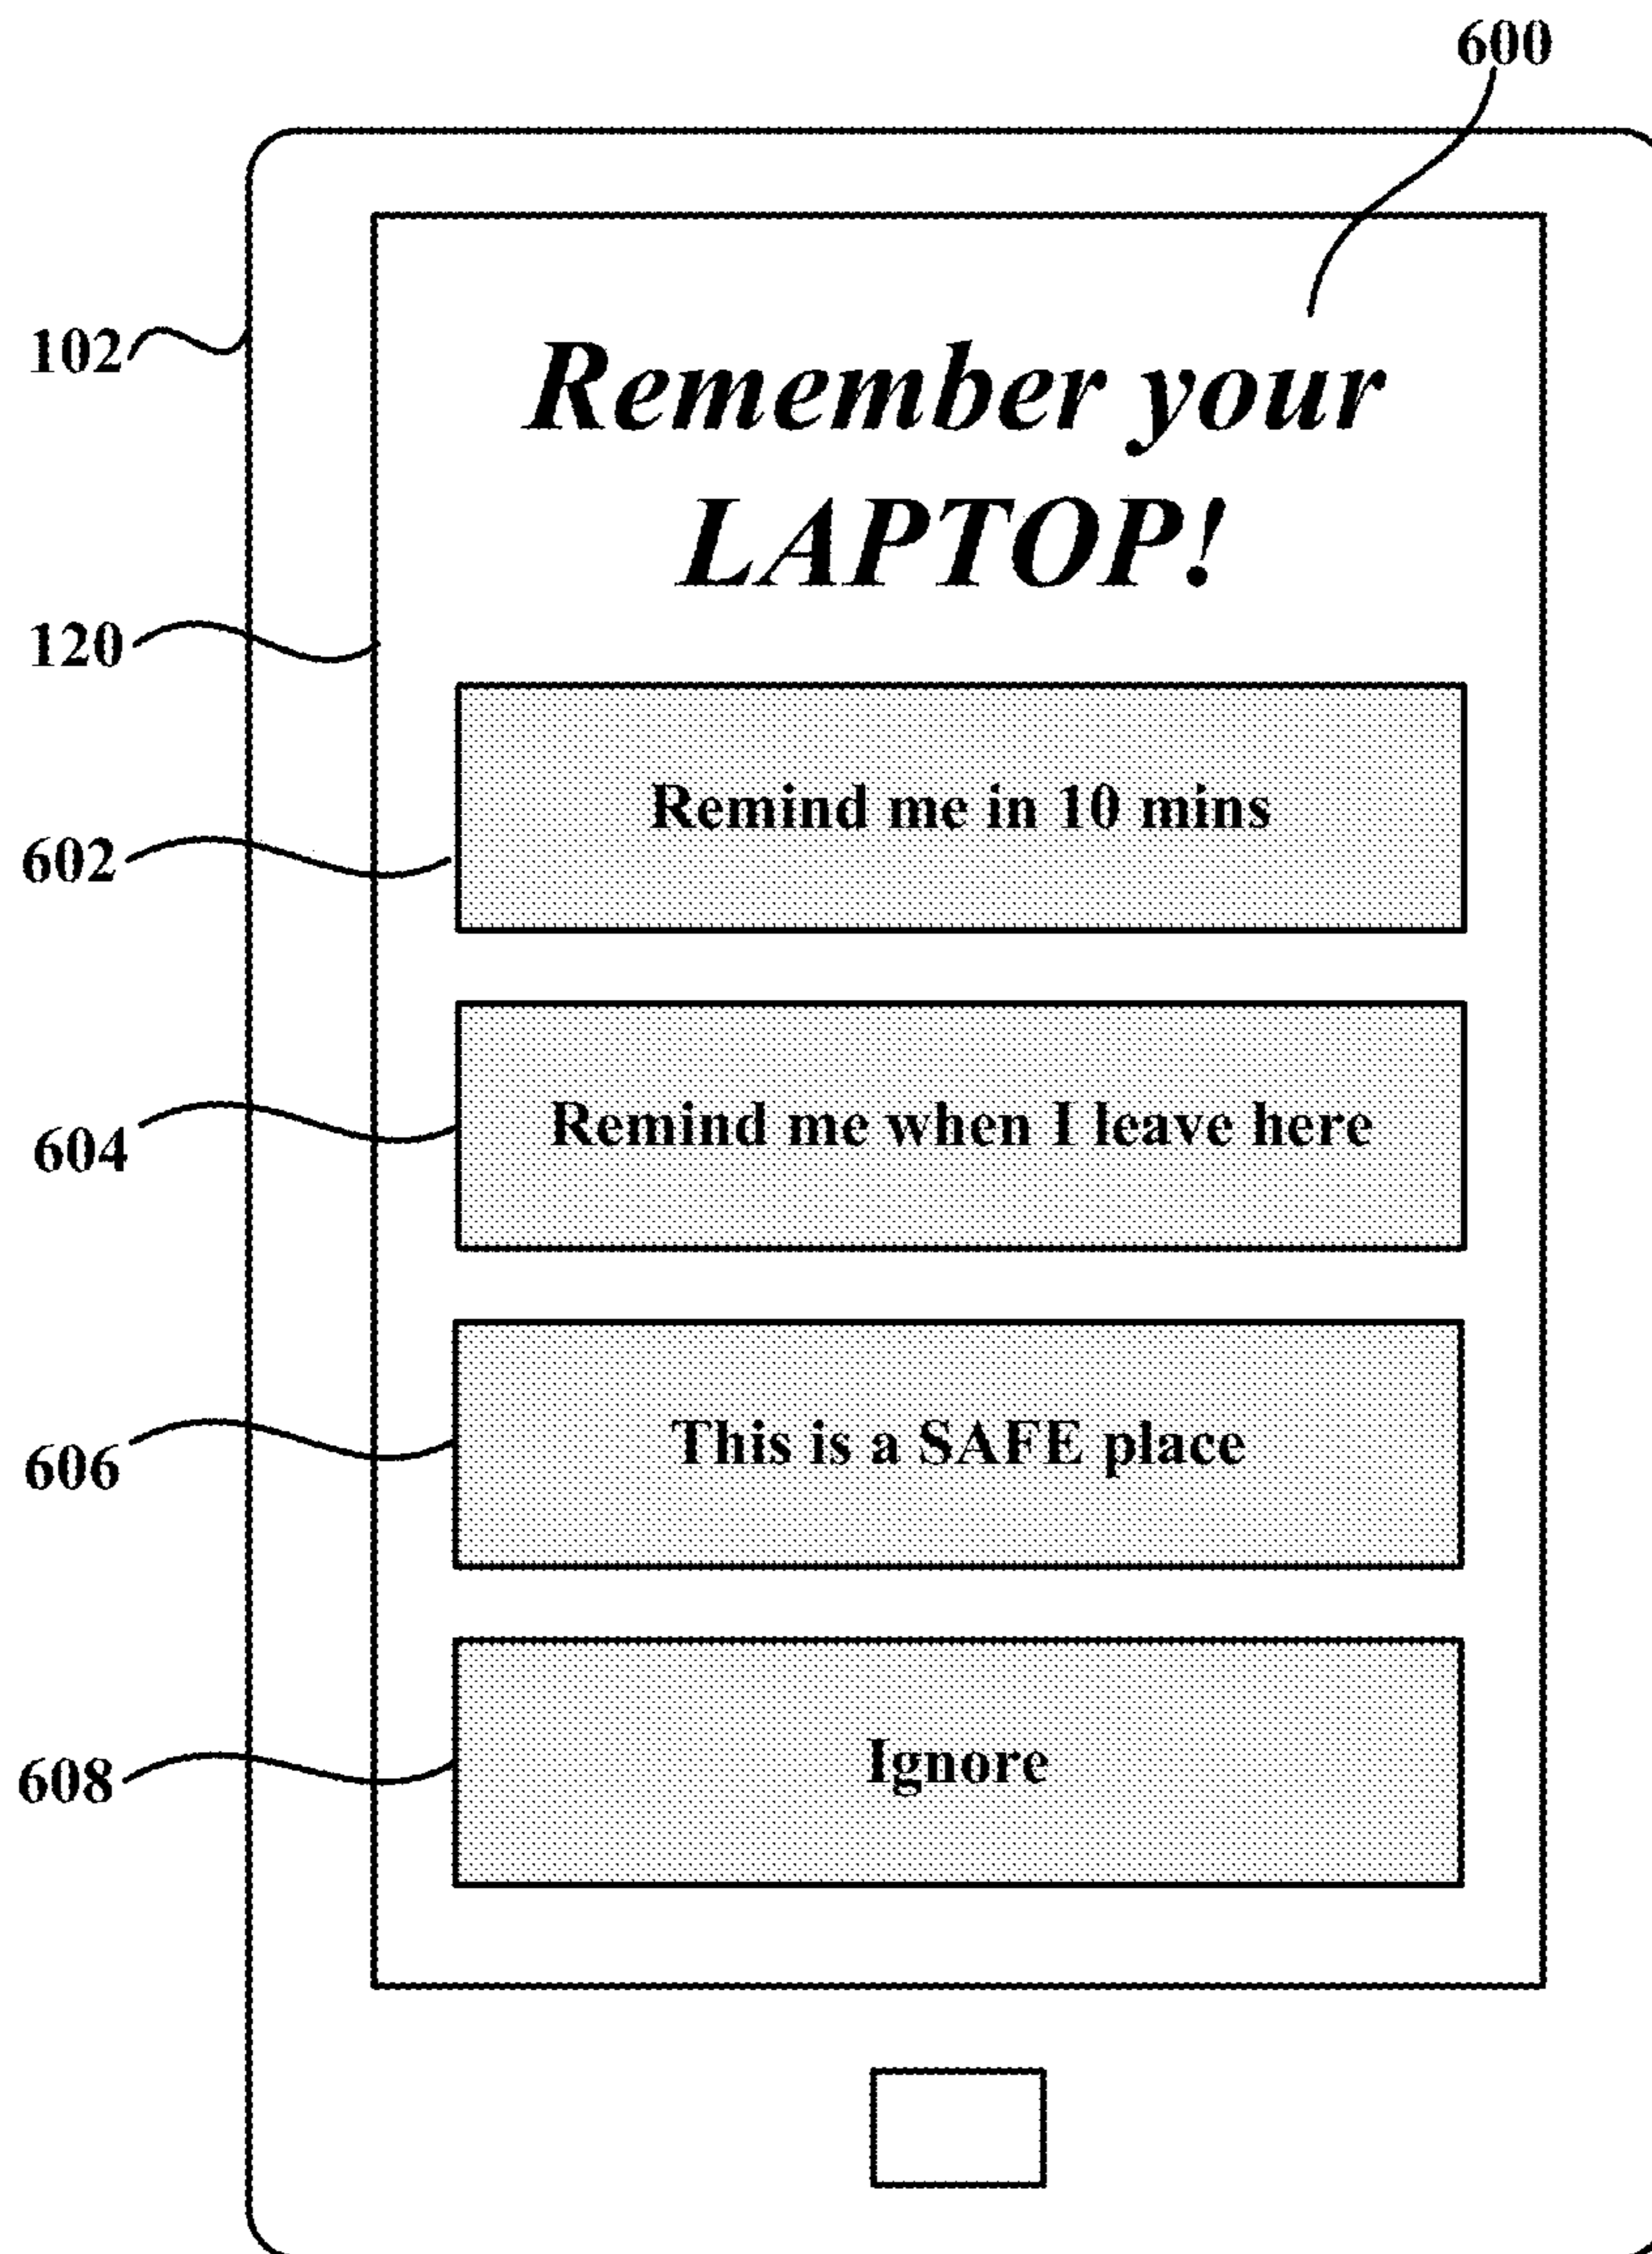 600
102
Remember your
LAPTOP!
120
Remind me in 10 mins
602
Remind me when I leave here
604
This is a SAFE place
606
Ignore
608